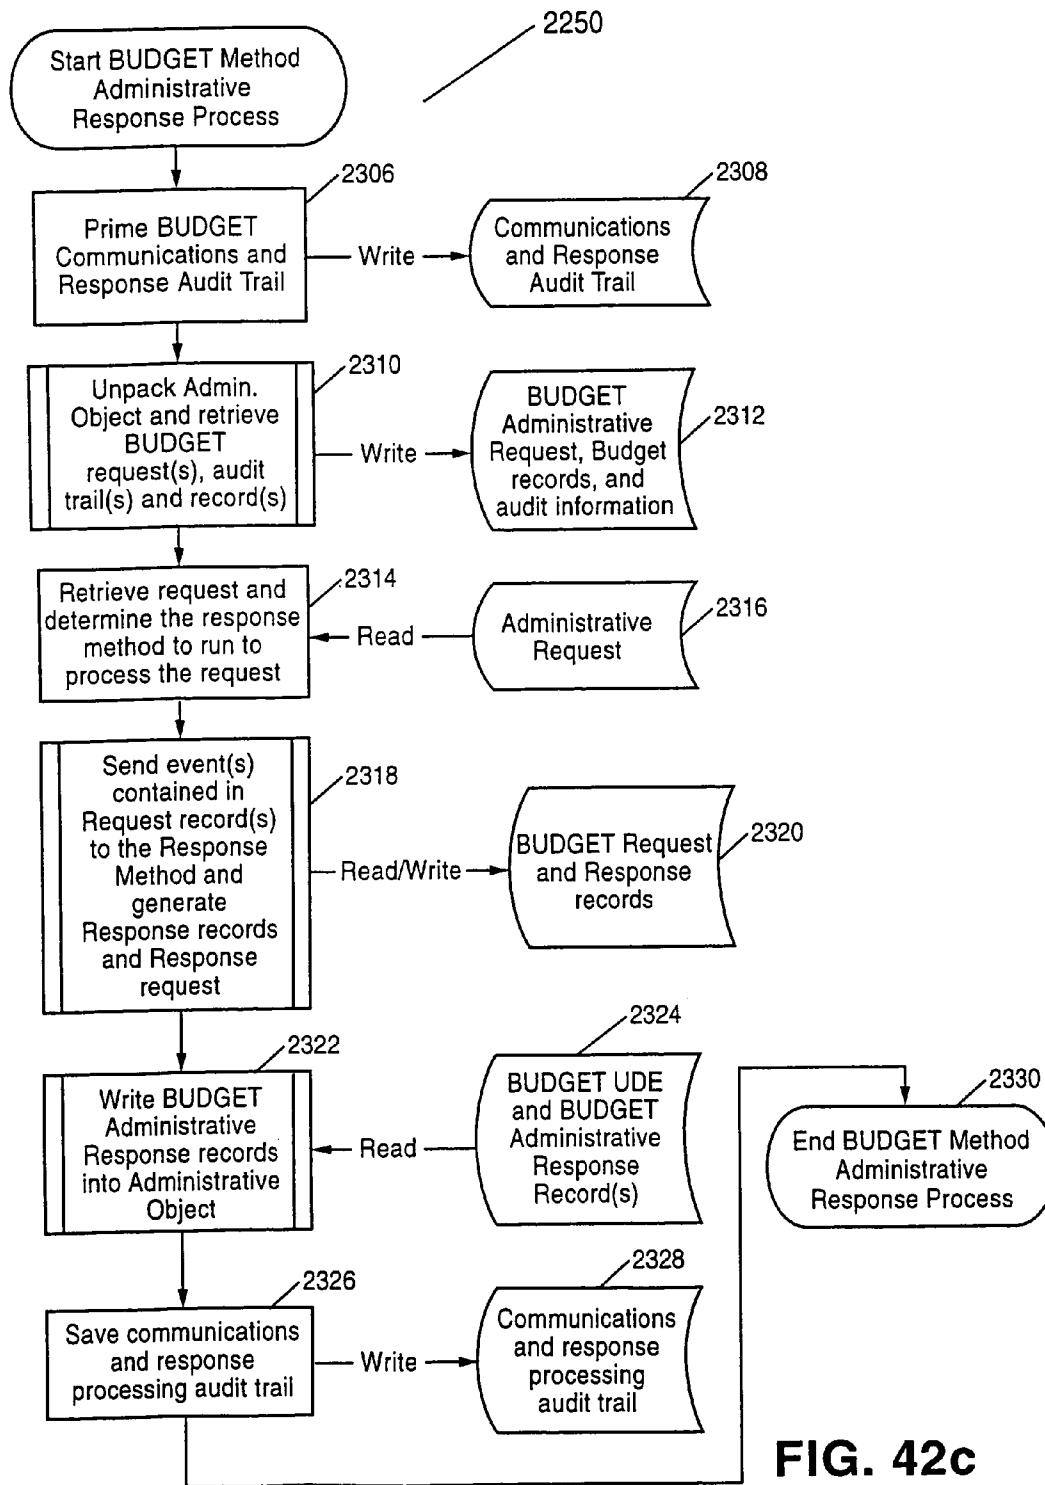 2250
Start BUDGET Method
Administrative
Response Process
2306
Prime BUDGET
Communications and
Response Audit Trail
Write
2308
Communications
and Response
Audit Trail
2310
Unpack Admin.
Object and retrieve
BUDGET
request(s), audit
trail(s) and record(s)
Write
BUDGET
Administrative
Request, Budget
records, and
audit information
2312
2314
Retrieve request and
determine the response
method to run to
process the request
Read
Administrative
Request
2316
Send event(s)
contained in
Request record(s)
to the Response
Method and
generate
Response records
and Response
request
2318
Read/Write
BUDGET Request
and Response
records
2320
2322
Write BUDGET
Administrative
Response records
into Administrative
Object
Read
2324
BUDGET UDE
and BUDGET
Administrative
Response
Record(s)
2326
Save communications
and response
processing audit trail
Write
2328
Communications
and response
processing
audit trail
2330
End BUDGET Method
Administrative
Response Process
FIG. 42c